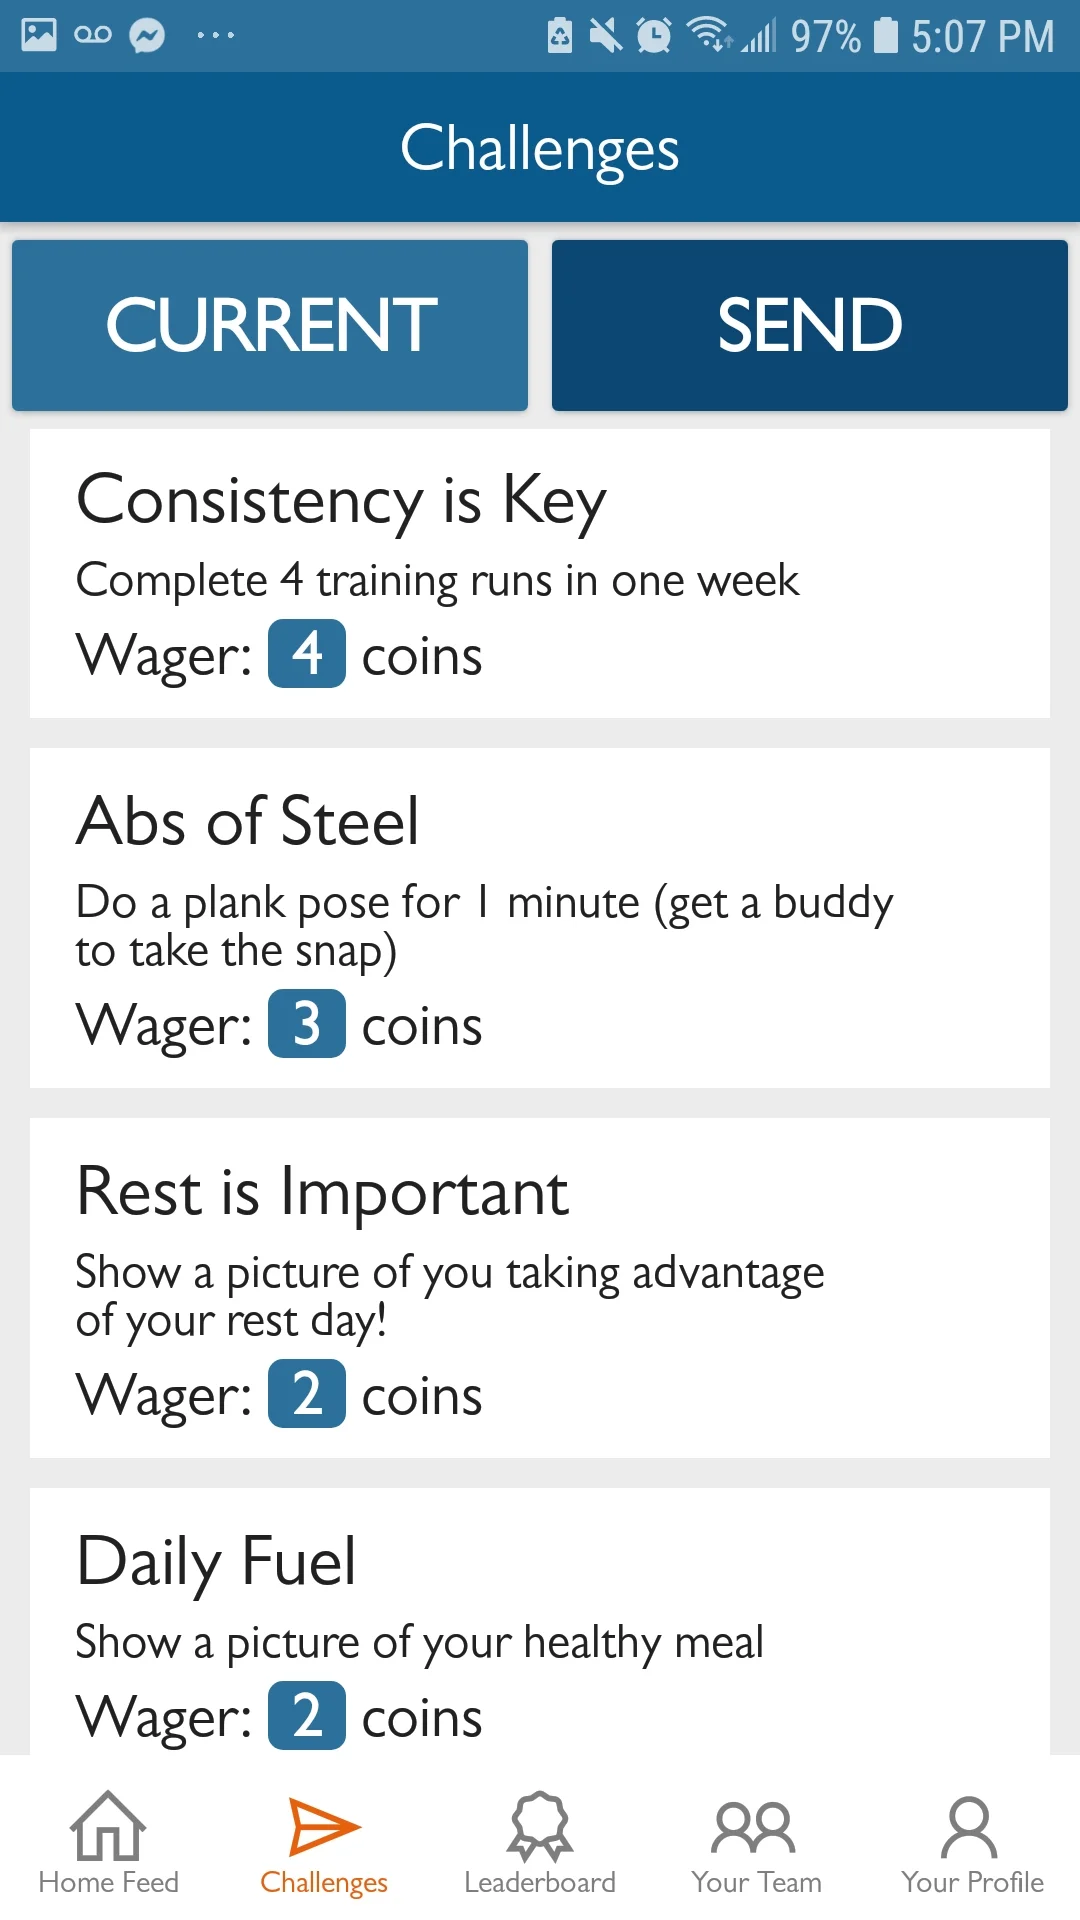 97% 5:07 PM
Challenges
CURRENT
SEND
Consistency is Key
Complete 4 training runs in one week
Wager: 4 coins
Abs of Steel
Do a plank pose for 1 minute (get a buddy
to take the snap)
Wager: 3 coins
Rest is Important
Show a picture of you taking advantage
of your rest day!
Wager: 2 coins
Daily Fuel
Show a picture of your healthy meal
Wager: 2 coins
Home Feed
Challenges
Leaderboard
Your Team
Your Profile